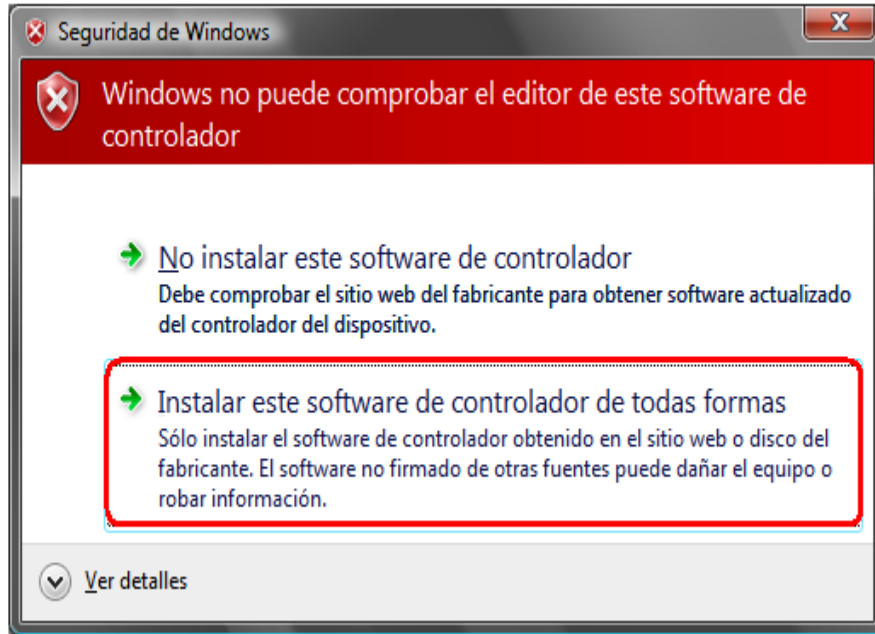 Seguridad de Windows
Windows no puede comprobar el editor de este software de
controlador
No instalar este software de controlador
Debe comprobar el sitio web del fabricante para obtener software actualizado
del controlador del dispositivo.
Instalar este software de controlador de todas formas
Sólo instalar el software de controlador obtenido en el sitio web o disco del
fabricante. El software no firmado de otras fuentes puede dañar el equipo o
robar información.
Ver detalles